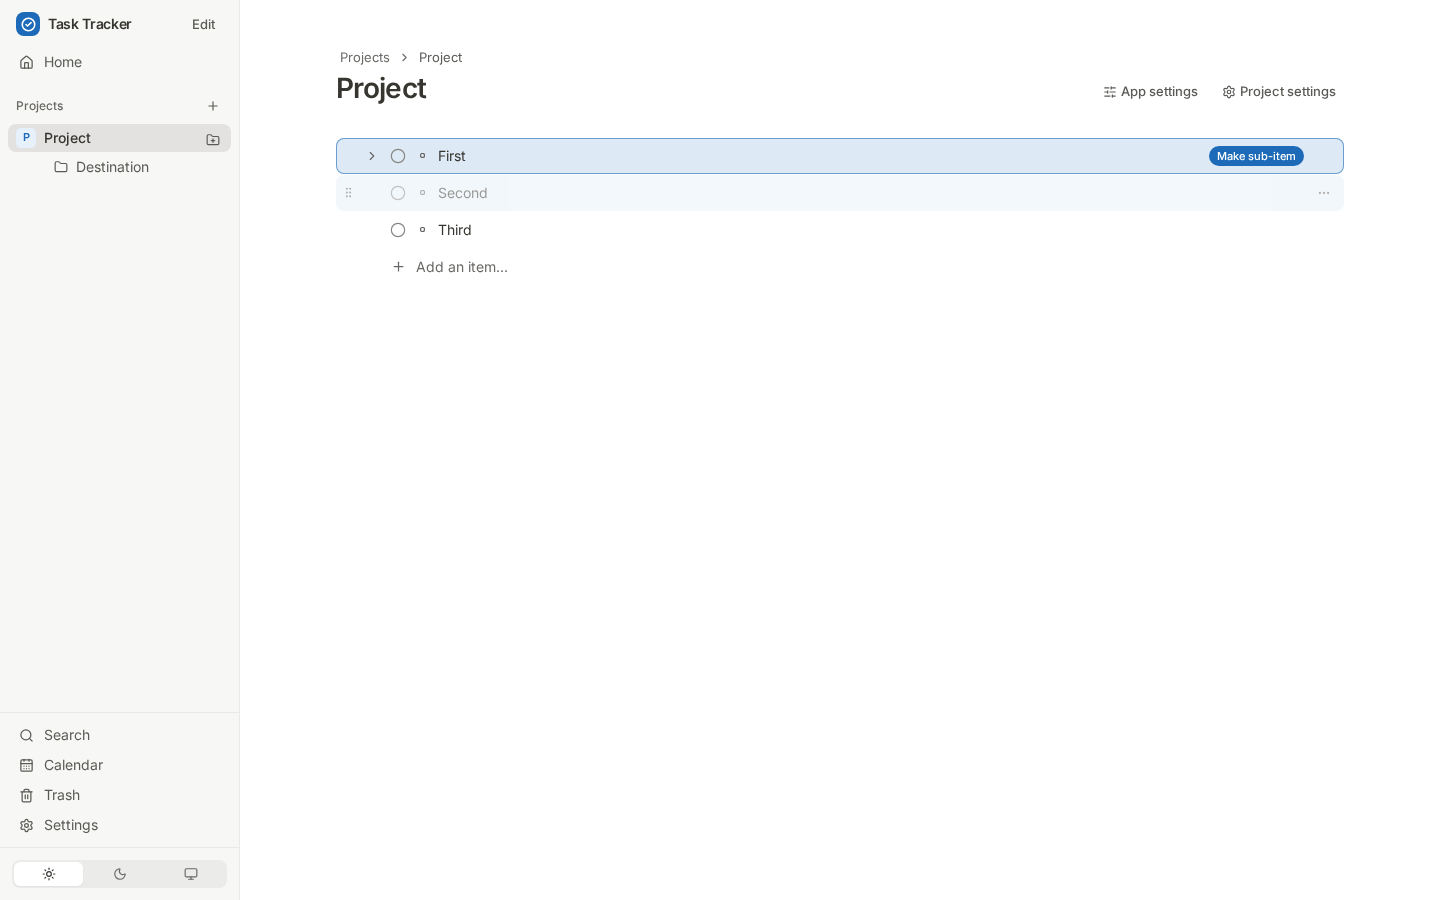 Task Tracker
Edit
Home
Projects
P
Project
Destination
Search
Calendar
Trash
Settings
Projects
Project
Project
App settings
Project settings
First
Make sub-item
Second
Third
Add an item...